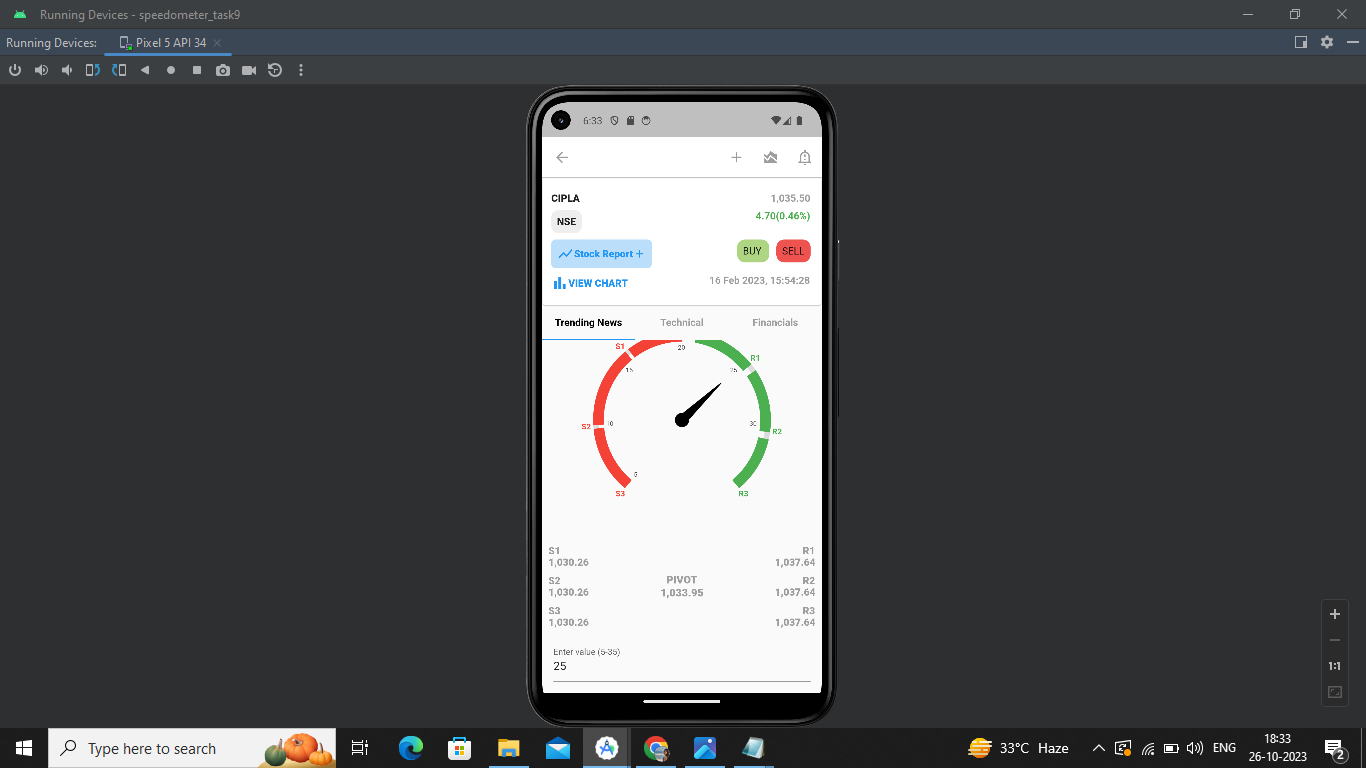 Running Devices - speedometer_task9
Running Devices: Pixel 5 API 34
6:33
CIPLA 1,035.50
NSE 4.70(0.46%)
Stock Report + BUY SELL
VIEW CHART 16 Feb 2023, 15:54:28
Trending News Technical Financials
S1 20 R1
15 25
S2 10 30 R2
5
S3 R3
S1 R1
1,030.26 1,037.64
S2 PIVOT R2
1,030.26 1,033.95 1,037.64
S3 R3
1,030.26 1,037.64
Enter value (5-35)
25
1:1
Type here to search 33°C Haze ENG 18:33
26-10-2023 2